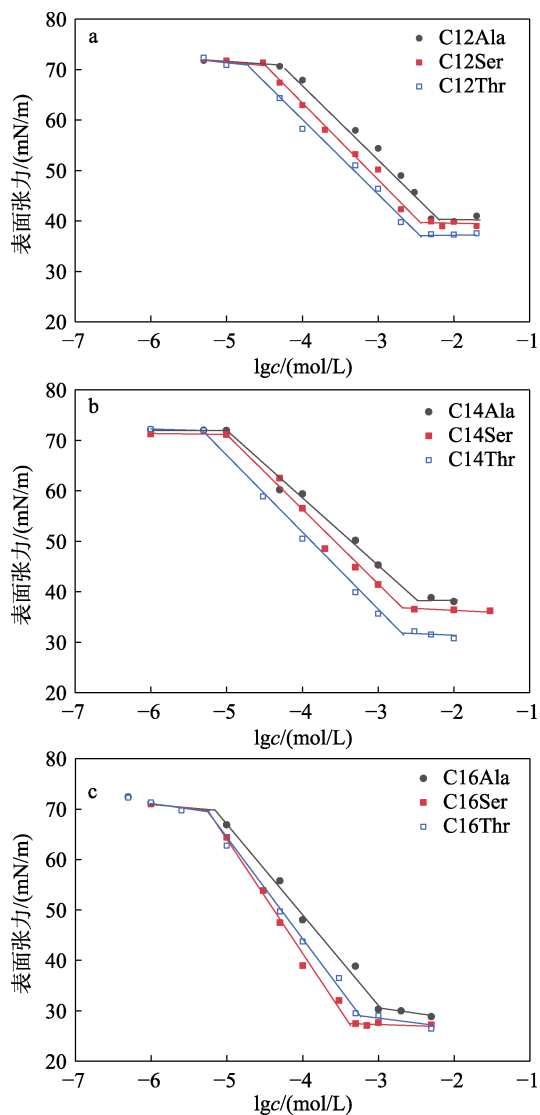 a
C12Ala
C12Ser
C12Thr
80
70
60
50
40
30
20
表面张力/(mN/m)
−7 −6 −5 −4 −3 −2 −1
lgc/(mol/L)
b
C14Ala
C14Ser
C14Thr
80
70
60
50
40
30
20
表面张力/(mN/m)
−7 −6 −5 −4 −3 −2 −1
lgc/(mol/L)
c
C16Ala
C16Ser
C16Thr
80
70
60
50
40
30
20
表面张力/(mN/m)
−7 −6 −5 −4 −3 −2 −1
lgc/(mol/L)